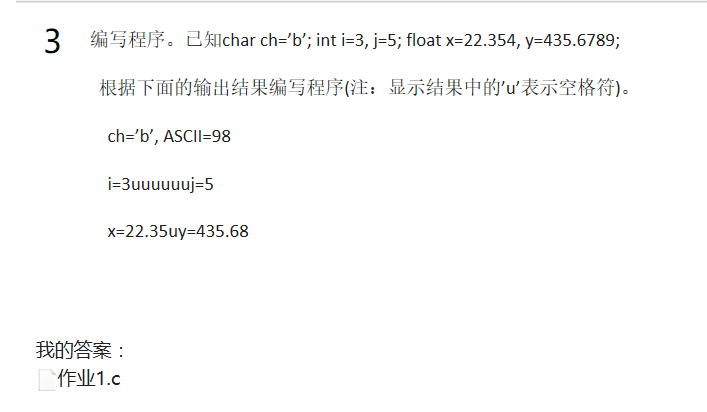 3 编写程序。已知char ch=’b’; int i=3, j=5; float x=22.354, y=435.6789;
根据下面的输出结果编写程序(注：显示结果中的’u’表示空格符)。
ch=’b’, ASCII=98
i=3uuuuuuj=5
x=22.35uy=435.68
我的答案：
作业1.c